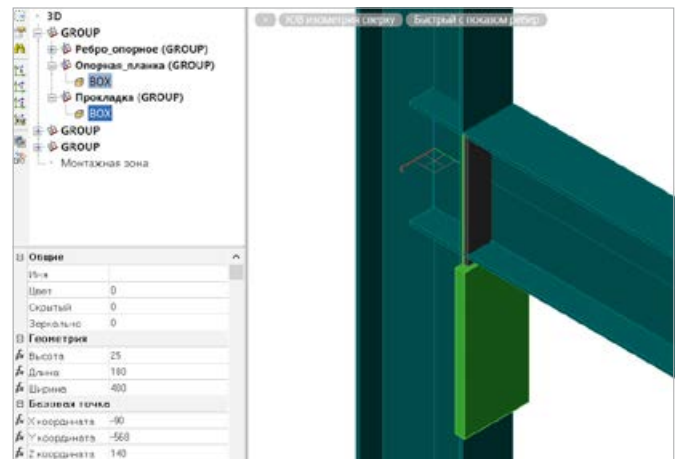 3D
GROUP
Ребро_опорное (GROUP)
Опорная_планка (GROUP)
BOX
Прокладка (GROUP)
BOX
GROUP
GROUP
Монтажная зона
ЮВ изометрия сверху Быстрый с показом ребер
Общие
Имя
Цвет 0
Скрытый 0
Зеркально 0
Геометрия
Высота 25
Длина 180
Ширина 480
Базовая точка
X координата -90
Y координата -568
Z координата 140